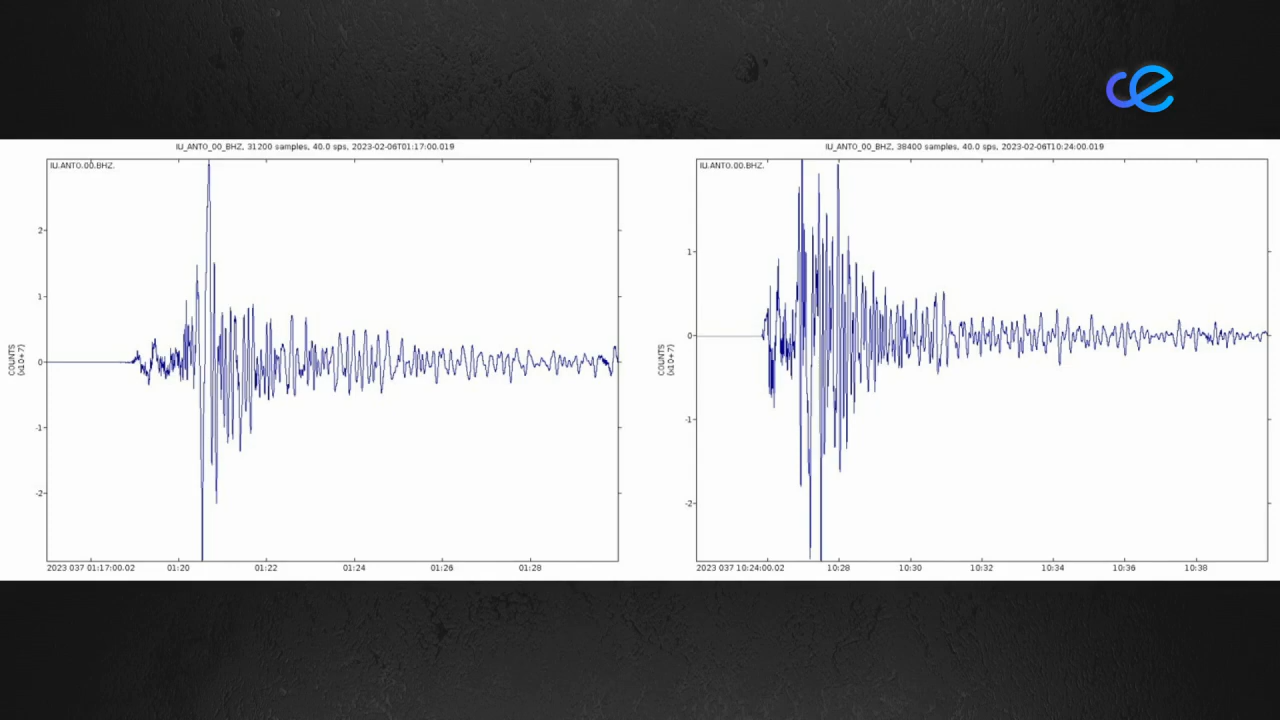 ce
IU_ANTO_00_BHZ, 31200 samples, 40.0 sps, 2023-02-06T01:17:00.019
IU.ANTO.00.BHZ.
2
1
0
-1
-2
COUNTS
(x10+7)
2023 037 01:17:00.02
01:20
01:22
01:24
01:26
01:28
IU_ANTO_00_BHZ, 38400 samples, 40.0 sps, 2023-02-06T10:24:00.019
IU.ANTO.00.BHZ.
1
0
-1
-2
COUNTS
(x10+7)
2023 037 10:24:00.02
10:28
10:30
10:32
10:34
10:36
10:38